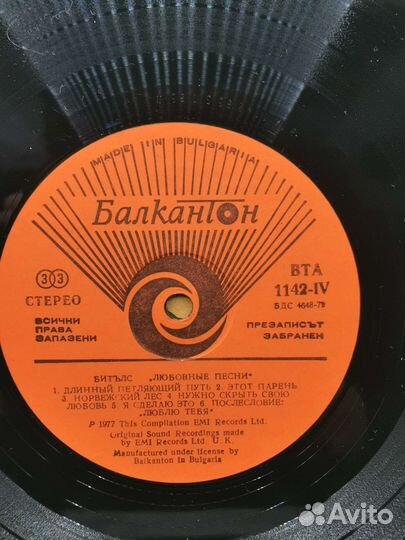 MADE IN BULGARIA
Балкантон
33
СТЕРЕО
ВСИЧКИ
ПРАВА
ЗАПАЗЕНИ
ВТА
1142-IV
БДС 4648-79
ПРЕЗАПИСЪТ
ЗАБРАНЕН
БИТЪЛС „ЛЮБОВНЫЕ ПЕСНИ"
1. ДЛИННЫЙ ПЕТЛЯЮЩИЙ ПУТЬ 2. ЭТОТ ПАРЕНЬ
3. НОРВЕЖСКИЙ ЛЕС 4. НУЖНО СКРЫТЬ СВОЮ
ЛЮБОВЬ 5. Я СДЕЛАЮ ЭТО 6. ПОСЛЕСЛОВИЕ:
„ЛЮБЛЮ ТЕБЯ"
P 1977 This Compilation EMI Records Ltd.
Original Sound Recordings made
by EMI Records Ltd. U. K.
Manufactured under license by
Balkanton in Bulgaria
Avito